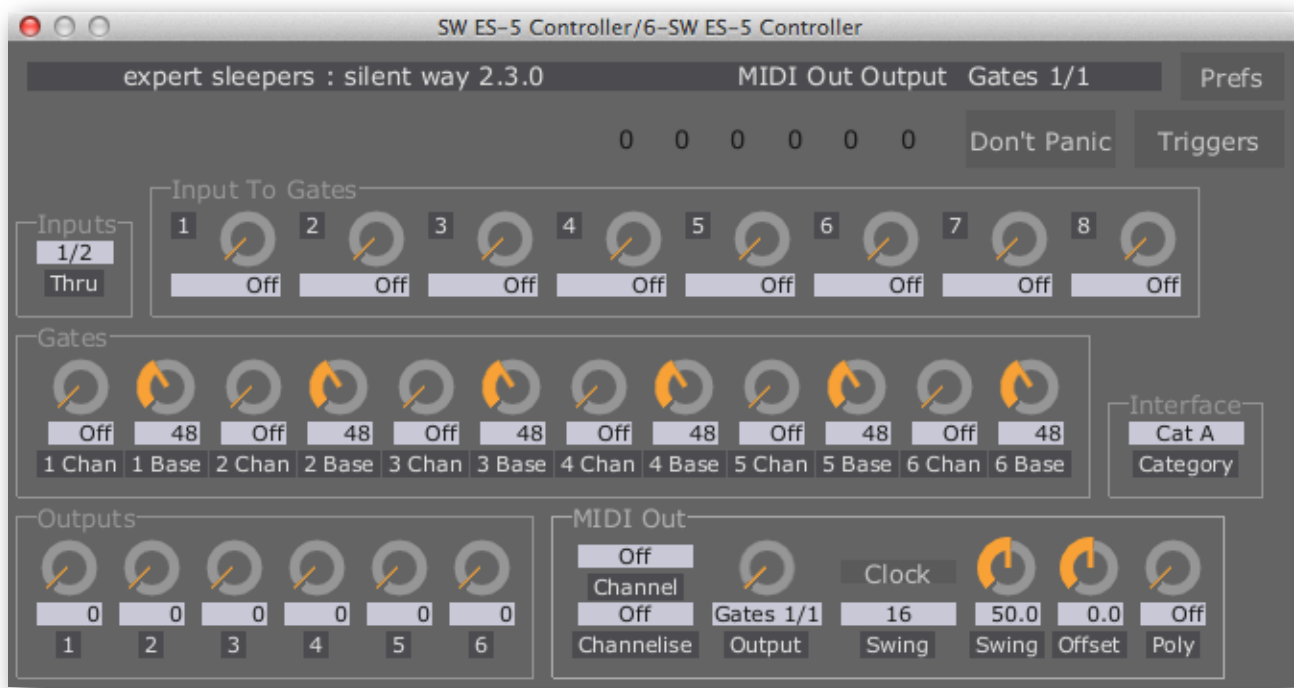 SW ES-5 Controller/6-SW ES-5 Controller
expert sleepers : silent way 2.3.0 MIDI Out Output Gates 1/1 Prefs
0 0 0 0 0 0 Don't Panic Triggers
Input To Gates
Inputs
1 2 3 4 5 6 7 8
1/2
Thru
Off Off Off Off Off Off Off Off
Gates
Off 48 Off 48 Off 48 Off 48 Off 48 Off 48
1 Chan 1 Base 2 Chan 2 Base 3 Chan 3 Base 4 Chan 4 Base 5 Chan 5 Base 6 Chan 6 Base
Interface
Cat A
Category
Outputs
0 0 0 0 0 0
1 2 3 4 5 6
MIDI Out
Off
Channel
Clock
Off Gates 1/1 16 50.0 0.0 Off
Channelise Output Swing Swing Offset Poly